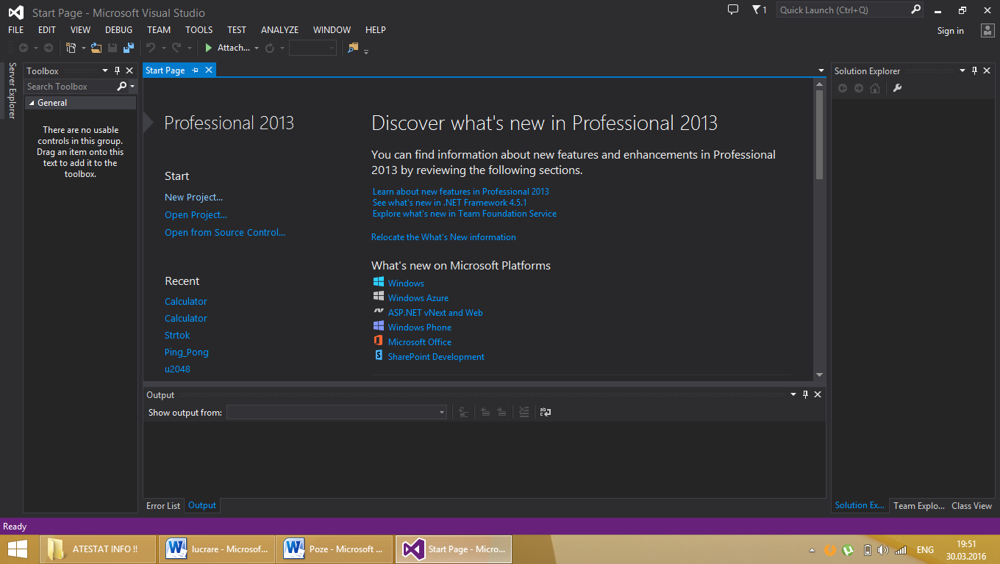 Start Page - Microsoft Visual Studio
1
Quick Launch (Ctrl+Q)
FILE EDIT VIEW DEBUG TEAM TOOLS TEST ANALYZE WINDOW HELP
Sign in
Attach...
Server Explorer
Toolbox
Search Toolbox
General
There are no usable
controls in this group.
Drag an item onto this
text to add it to the
toolbox.
Start Page
Professional 2013
Start
New Project...
Open Project...
Open from Source Control...
Recent
Calculator
Calculator
Strtok
Ping_Pong
u2048
Discover what's new in Professional 2013
You can find information about new features and enhancements in Professional
2013 by reviewing the following sections.
Learn about new features in Professional 2013
See what's new in .NET Framework 4.5.1
Explore what's new in Team Foundation Service
Relocate the What's New information
What's new on Microsoft Platforms
Windows
Windows Azure
ASP.NET vNext and Web
Windows Phone
Microsoft Office
SharePoint Development
Output
Show output from:
Error List Output
Solution Explorer
Solution Ex... Team Explo... Class View
Ready
ATESTAT INFO !!
lucrare - Microsof...
Poze - Microsoft ...
Start Page - Micro...
ENG
19:51
30.03.2016